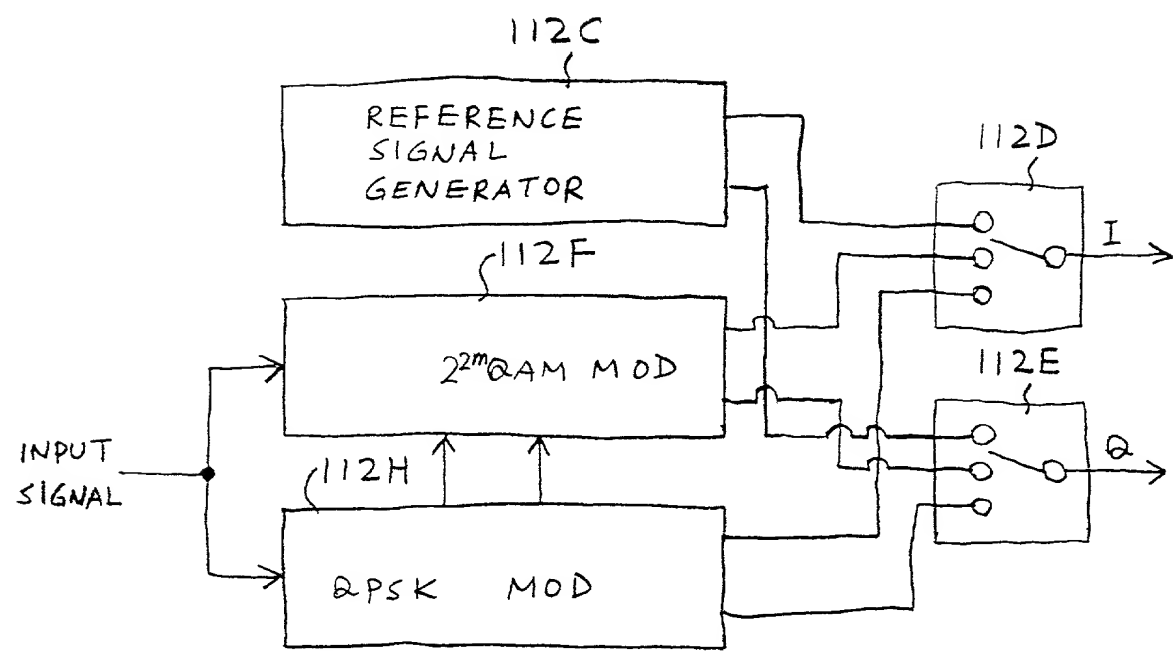 112C
REFERENCE
SIGNAL
GENERATOR
112D
I
112F
2^{2m}QAM MOD
112E
Q
INPUT
SIGNAL
112H
QPSK MOD